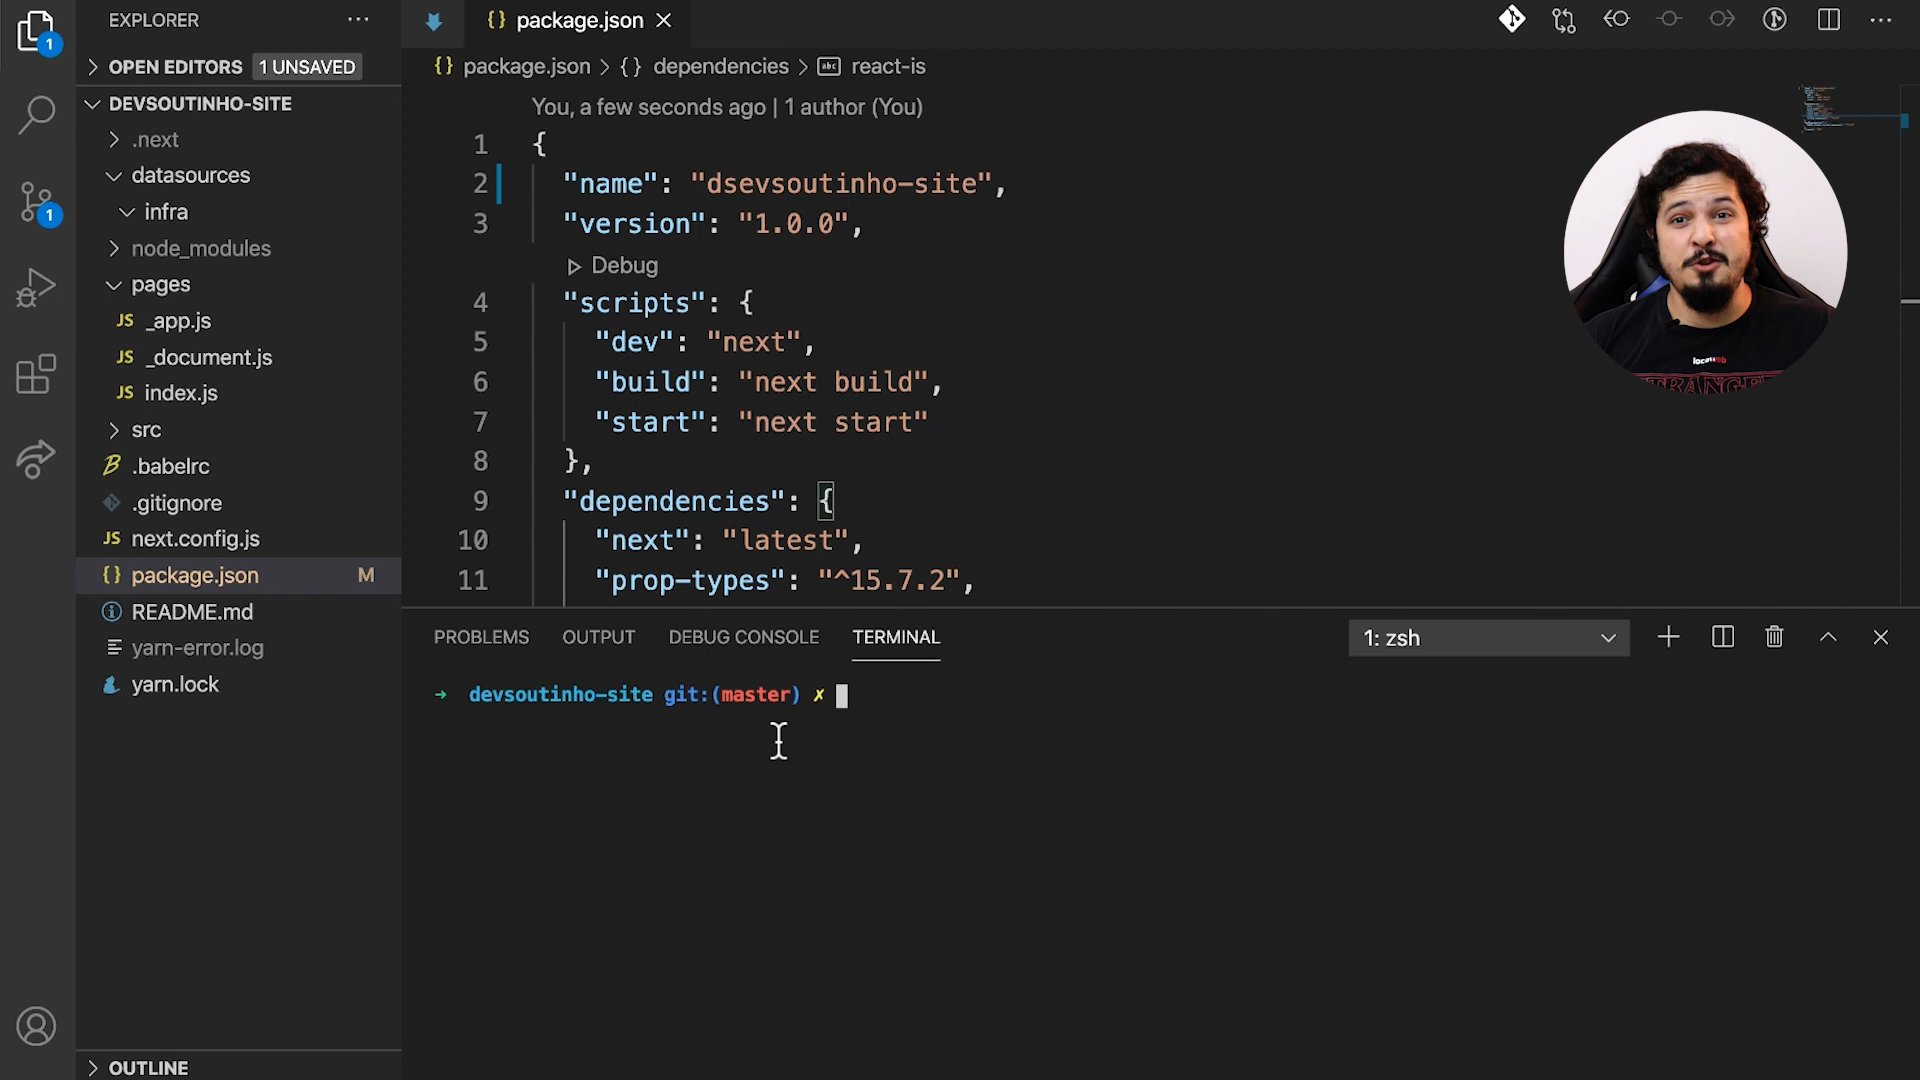 EXPLORER
OPEN EDITORS 1 UNSAVED
DEVSOUTINHO-SITE
.next
datasources
infra
node_modules
pages
JS _app.js
JS _document.js
JS index.js
src
.babelrc
.gitignore
JS next.config.js
{} package.json M
README.md
yarn-error.log
yarn.lock
OUTLINE
1
1
{} package.json
{} package.json > {} dependencies > abc react-is
You, a few seconds ago | 1 author (You)
1 {
2 "name": "dsevsoutinho-site",
3 "version": "1.0.0",
Debug
4 "scripts": {
5 "dev": "next",
6 "build": "next build",
7 "start": "next start"
8 },
9 "dependencies": {
10 "next": "latest",
11 "prop-types": "^15.7.2",
locaweb
STRANGER
PROBLEMS OUTPUT DEBUG CONSOLE TERMINAL 1: zsh
→ devsoutinho-site git:(master) ✗